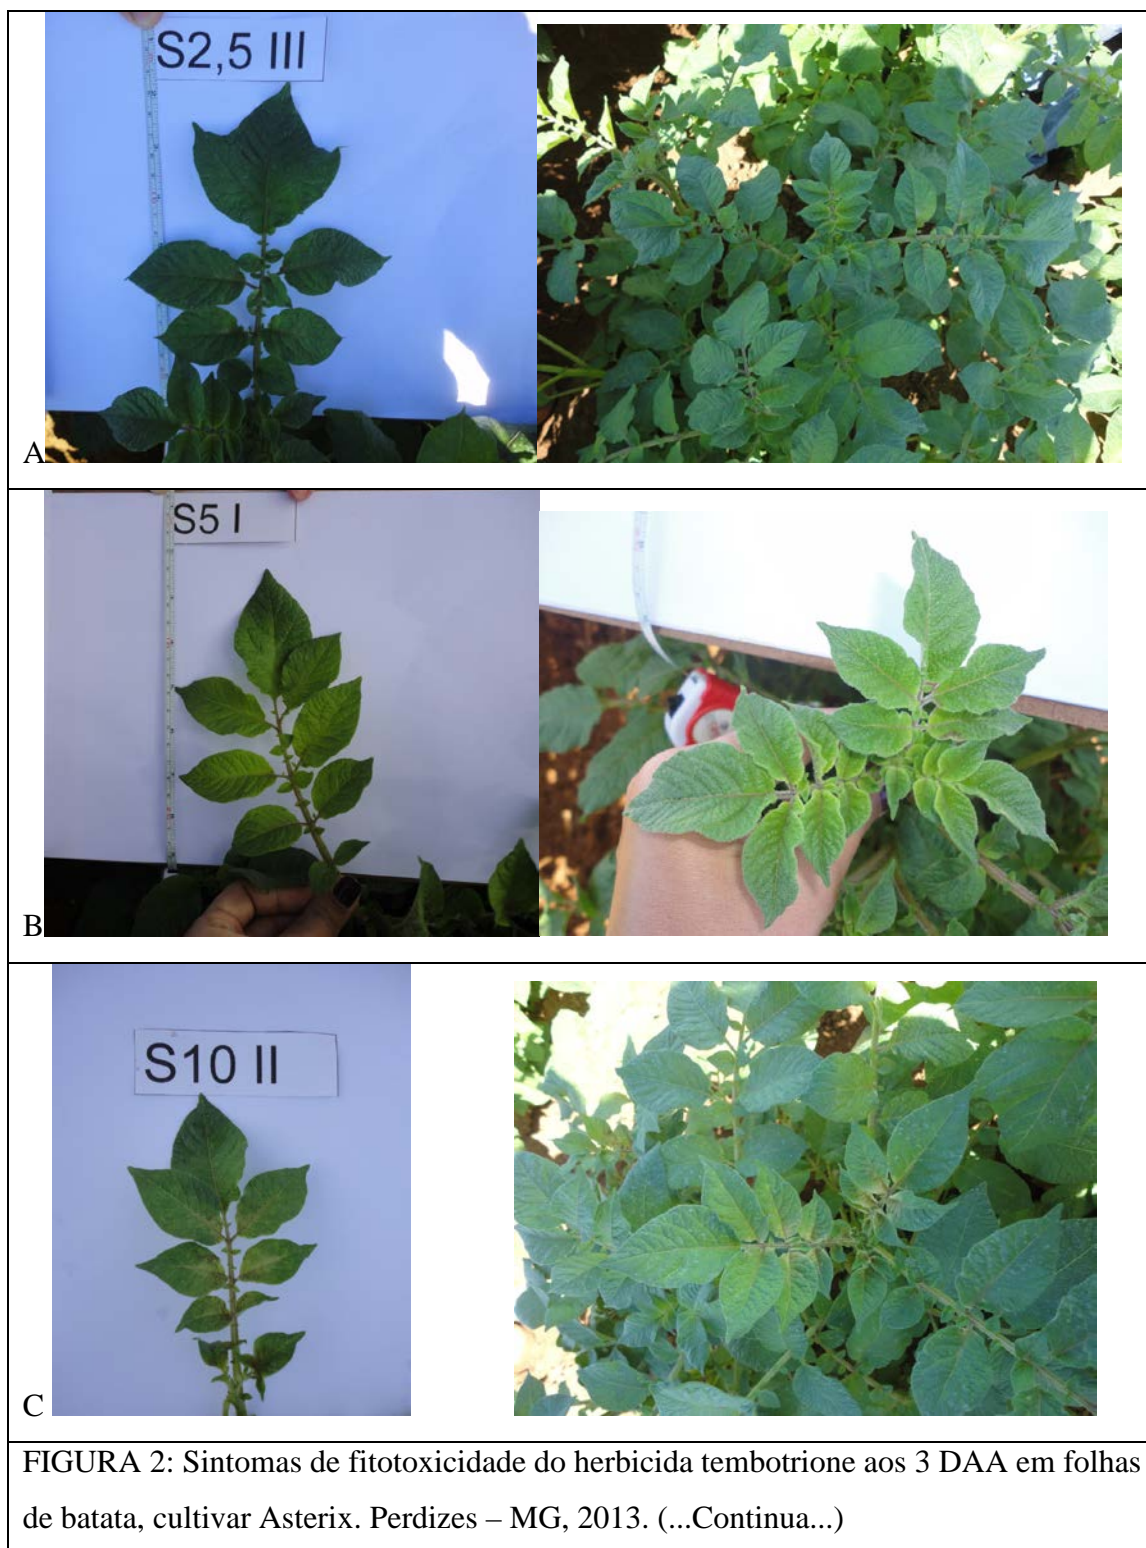 S2,5 III
A
S5 I
B
S10 II
C
FIGURA 2: Sintomas de fitotoxicidade do herbicida tembotrione aos 3 DAA em folhas
de batata, cultivar Asterix. Perdizes – MG, 2013. (...Continua...)